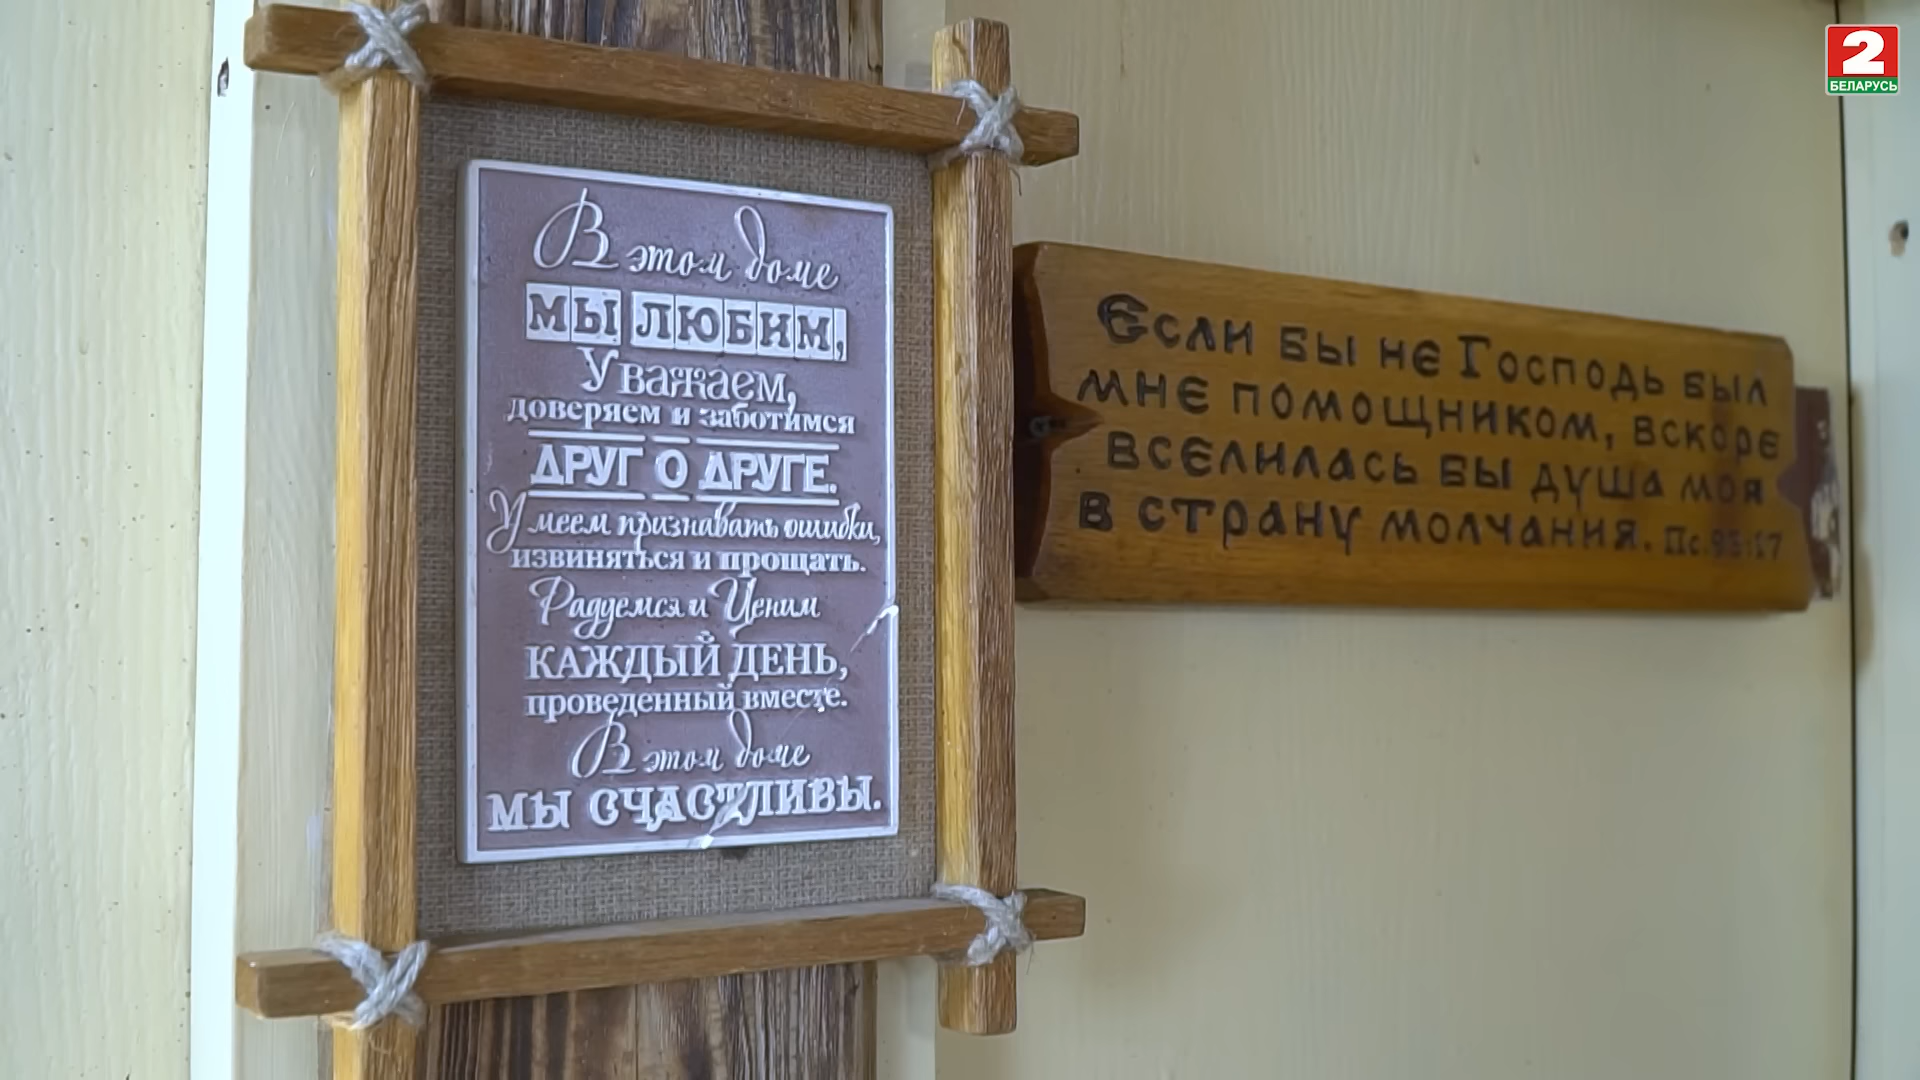 В этом доме
МЫ ЛЮБИМ,
Уважаем,
доверяем и заботимся
ДРУГ О ДРУГЕ.
Умеем признавать ошибки,
извиняться и прощать.
Радуемся и Ценим
КАЖДЫЙ ДЕНЬ,
проведенный вместе.
В этом доме
МЫ СЧАСТЛИВЫ.
Если бы не Господь был
мне помощником, вскоре
вселилась бы душа моя
в страну молчания. Пс.
2
БЕЛАРУСЬ